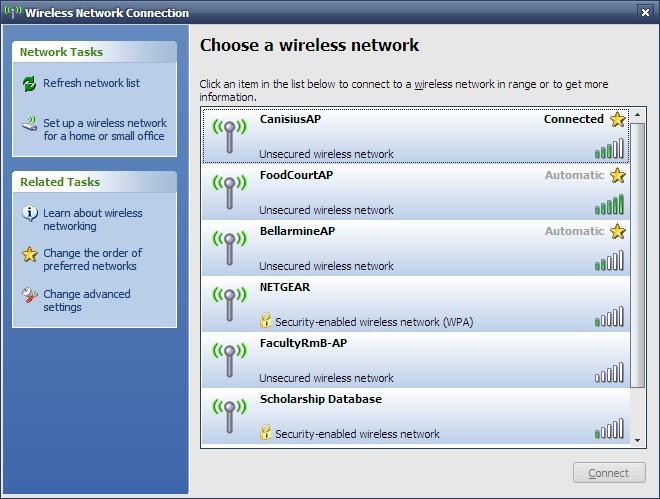 Wireless Network Connection
Network Tasks
Refresh network list
Set up a wireless network
for a home or small office
Related Tasks
Learn about wireless
networking
Change the order of
preferred networks
Change advanced
settings
Choose a wireless network
Click an item in the list below to connect to a wireless network in range or to get more
information.
CanisiusAP Connected
Unsecured wireless network
FoodCourtAP Automatic
Unsecured wireless network
BellarmineAP Automatic
Unsecured wireless network
NETGEAR
Security-enabled wireless network (WPA)
FacultyRmB-AP
Unsecured wireless network
Scholarship Database
Security-enabled wireless network
Connect